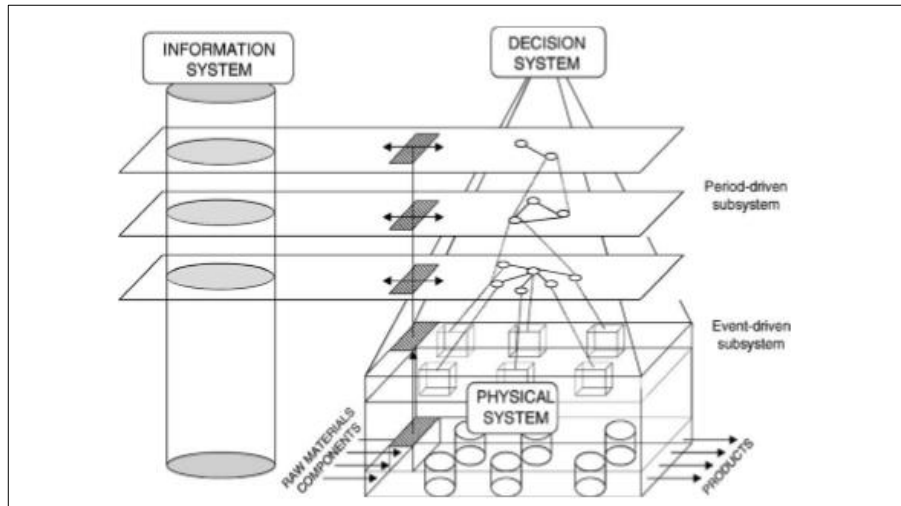 INFORMATION
SYSTEM
DECISION
SYSTEM
Period-driven
subsystem
Event-driven
subsystem
PHYSICAL
SYSTEM
RAW MATERIALS
COMPONENTS
PRODUCTS